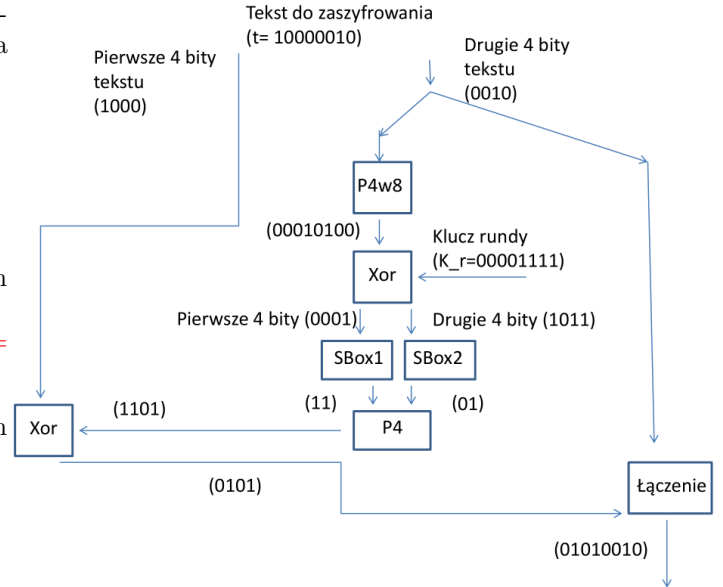 Tekst do zaszyfrowania
(t= 10000010)
Pierwsze 4 bity
tekstu
(1000)
Drugie 4 bity
tekstu
(0010)
P4w8
(00010100)
Klucz rundy
(K_r=00001111)
Xor
Pierwsze 4 bity (0001)
Drugie 4 bity (1011)
SBox1
SBox2
(11)
(01)
(1101)
Xor
P4
(0101)
Łączenie
(01010010)
-
a
n
=
n